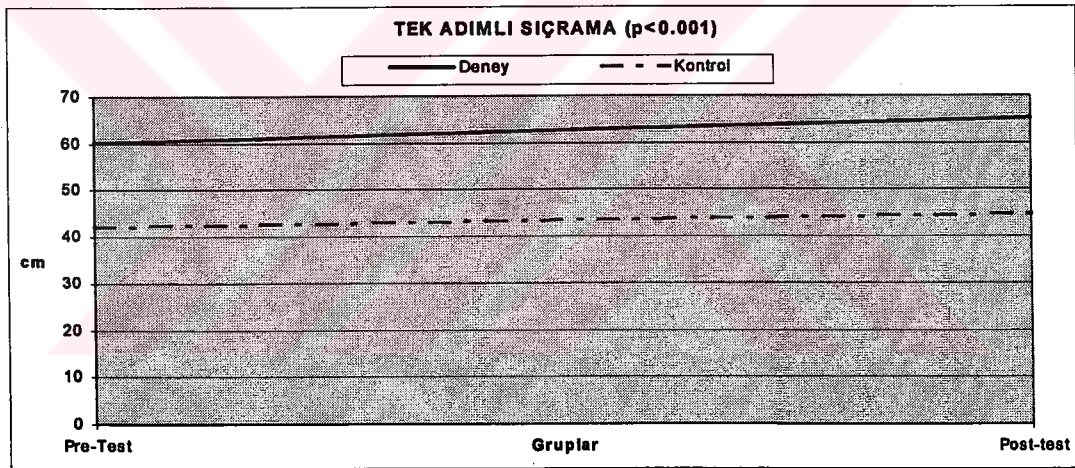 TEK ADIMLI SIÇRAMA (p<0.001)
Deney Kontrol
70
60
50
40
cm
30
20
10
0
Pre-Test Gruplar Post-test